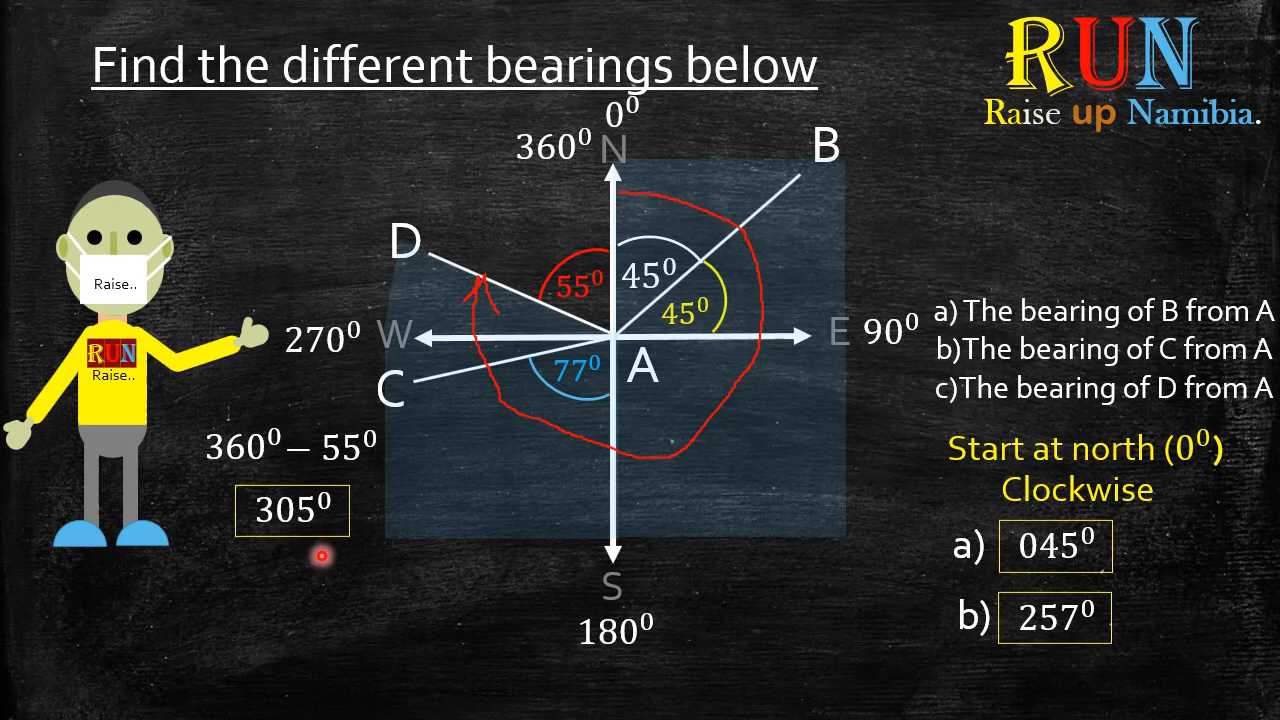 Find the different bearings below
RUN
Raise up Namibia.
0⁰
360⁰ N
B
D
55⁰
45⁰
45⁰
Raise..
RUN
Raise..
270⁰ W
E 90⁰
C
77⁰
A
a) The bearing of B from A
b)The bearing of C from A
c)The bearing of D from A
360⁰ – 55⁰
305⁰
Start at north (0⁰)
Clockwise
a) 045⁰
b) 257⁰
S
180⁰